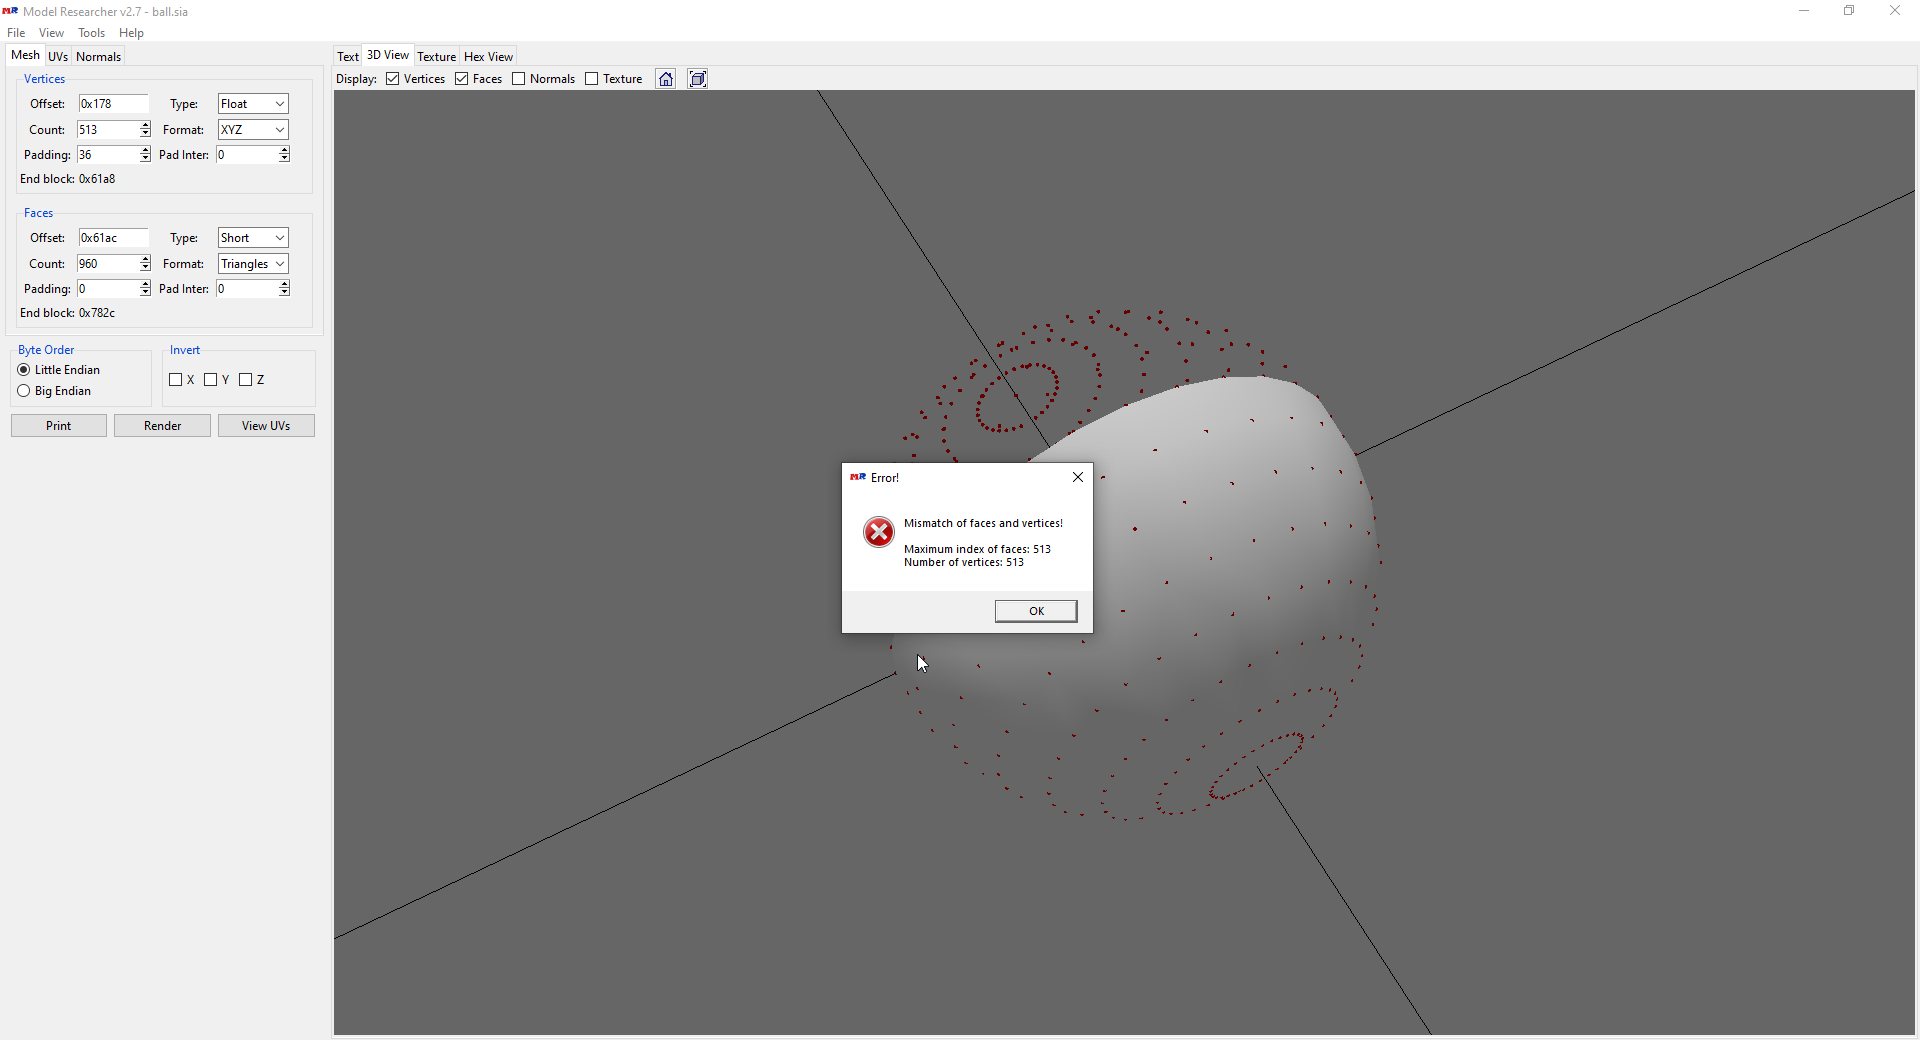 Model Researcher v2.7 - ball.sia
File View Tools Help
Mesh UVs Normals
Vertices
Offset: 0x178 Type: Float
Count: 513 Format: XYZ
Padding: 36 Pad Inter: 0
End block: 0x61a8
Faces
Offset: 0x61ac Type: Short
Count: 960 Format: Triangles
Padding: 0 Pad Inter: 0
End block: 0x782c
Byte Order
Little Endian
Big Endian
Invert
X Y Z
Print Render View UVs
Text 3D View Texture Hex View
Display: Vertices Faces Normals Texture
MR Error!
Mismatch of faces and vertices!
Maximum index of faces: 513
Number of vertices: 513
OK